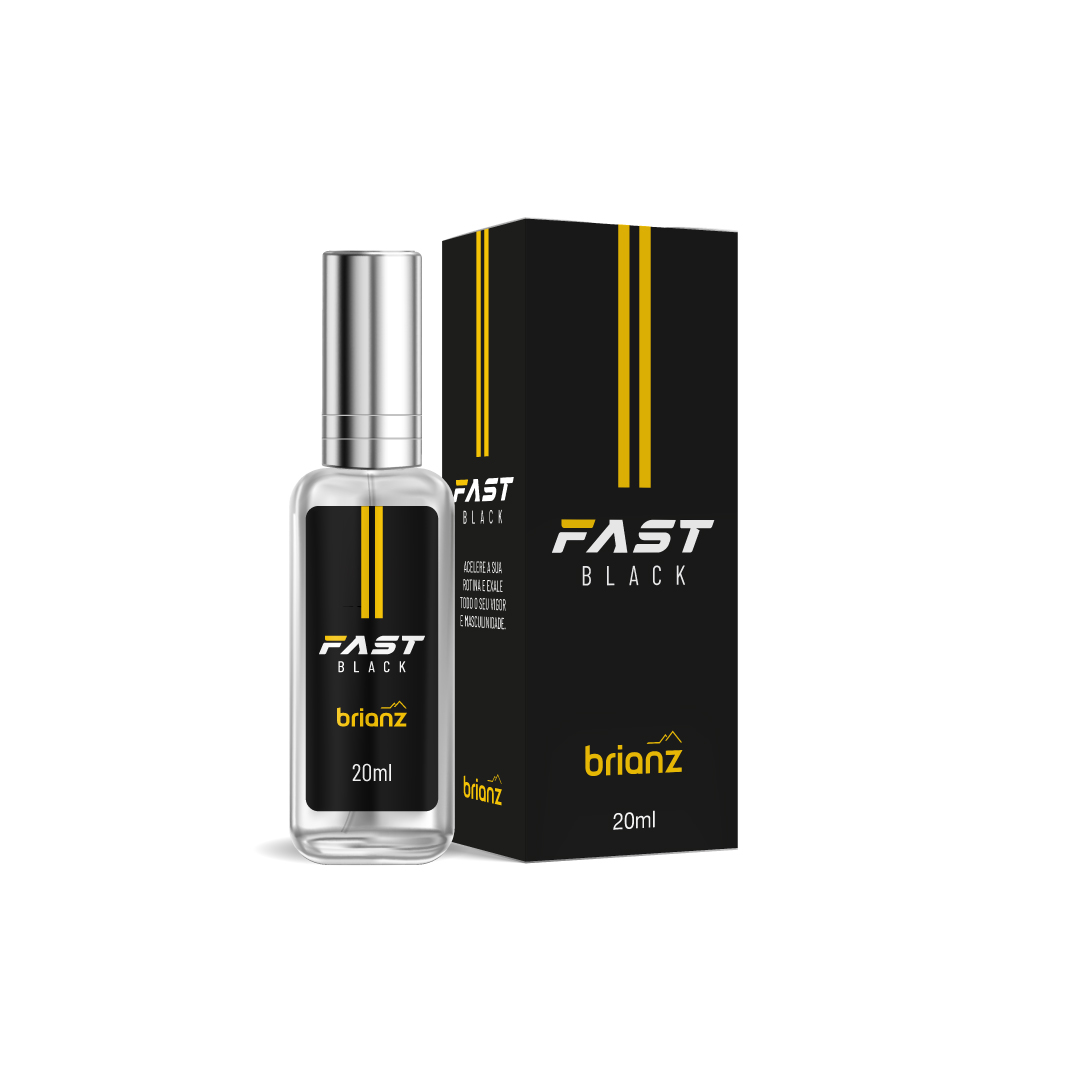 FAST
BLACK
brianz
20ml
FAST
BLACK
ACELERE A SUA
ROTINA E EXALE
TODO O SEU VIGOR
E MASCULINIDADE.
brianz
FAST
BLACK
brianz
20ml